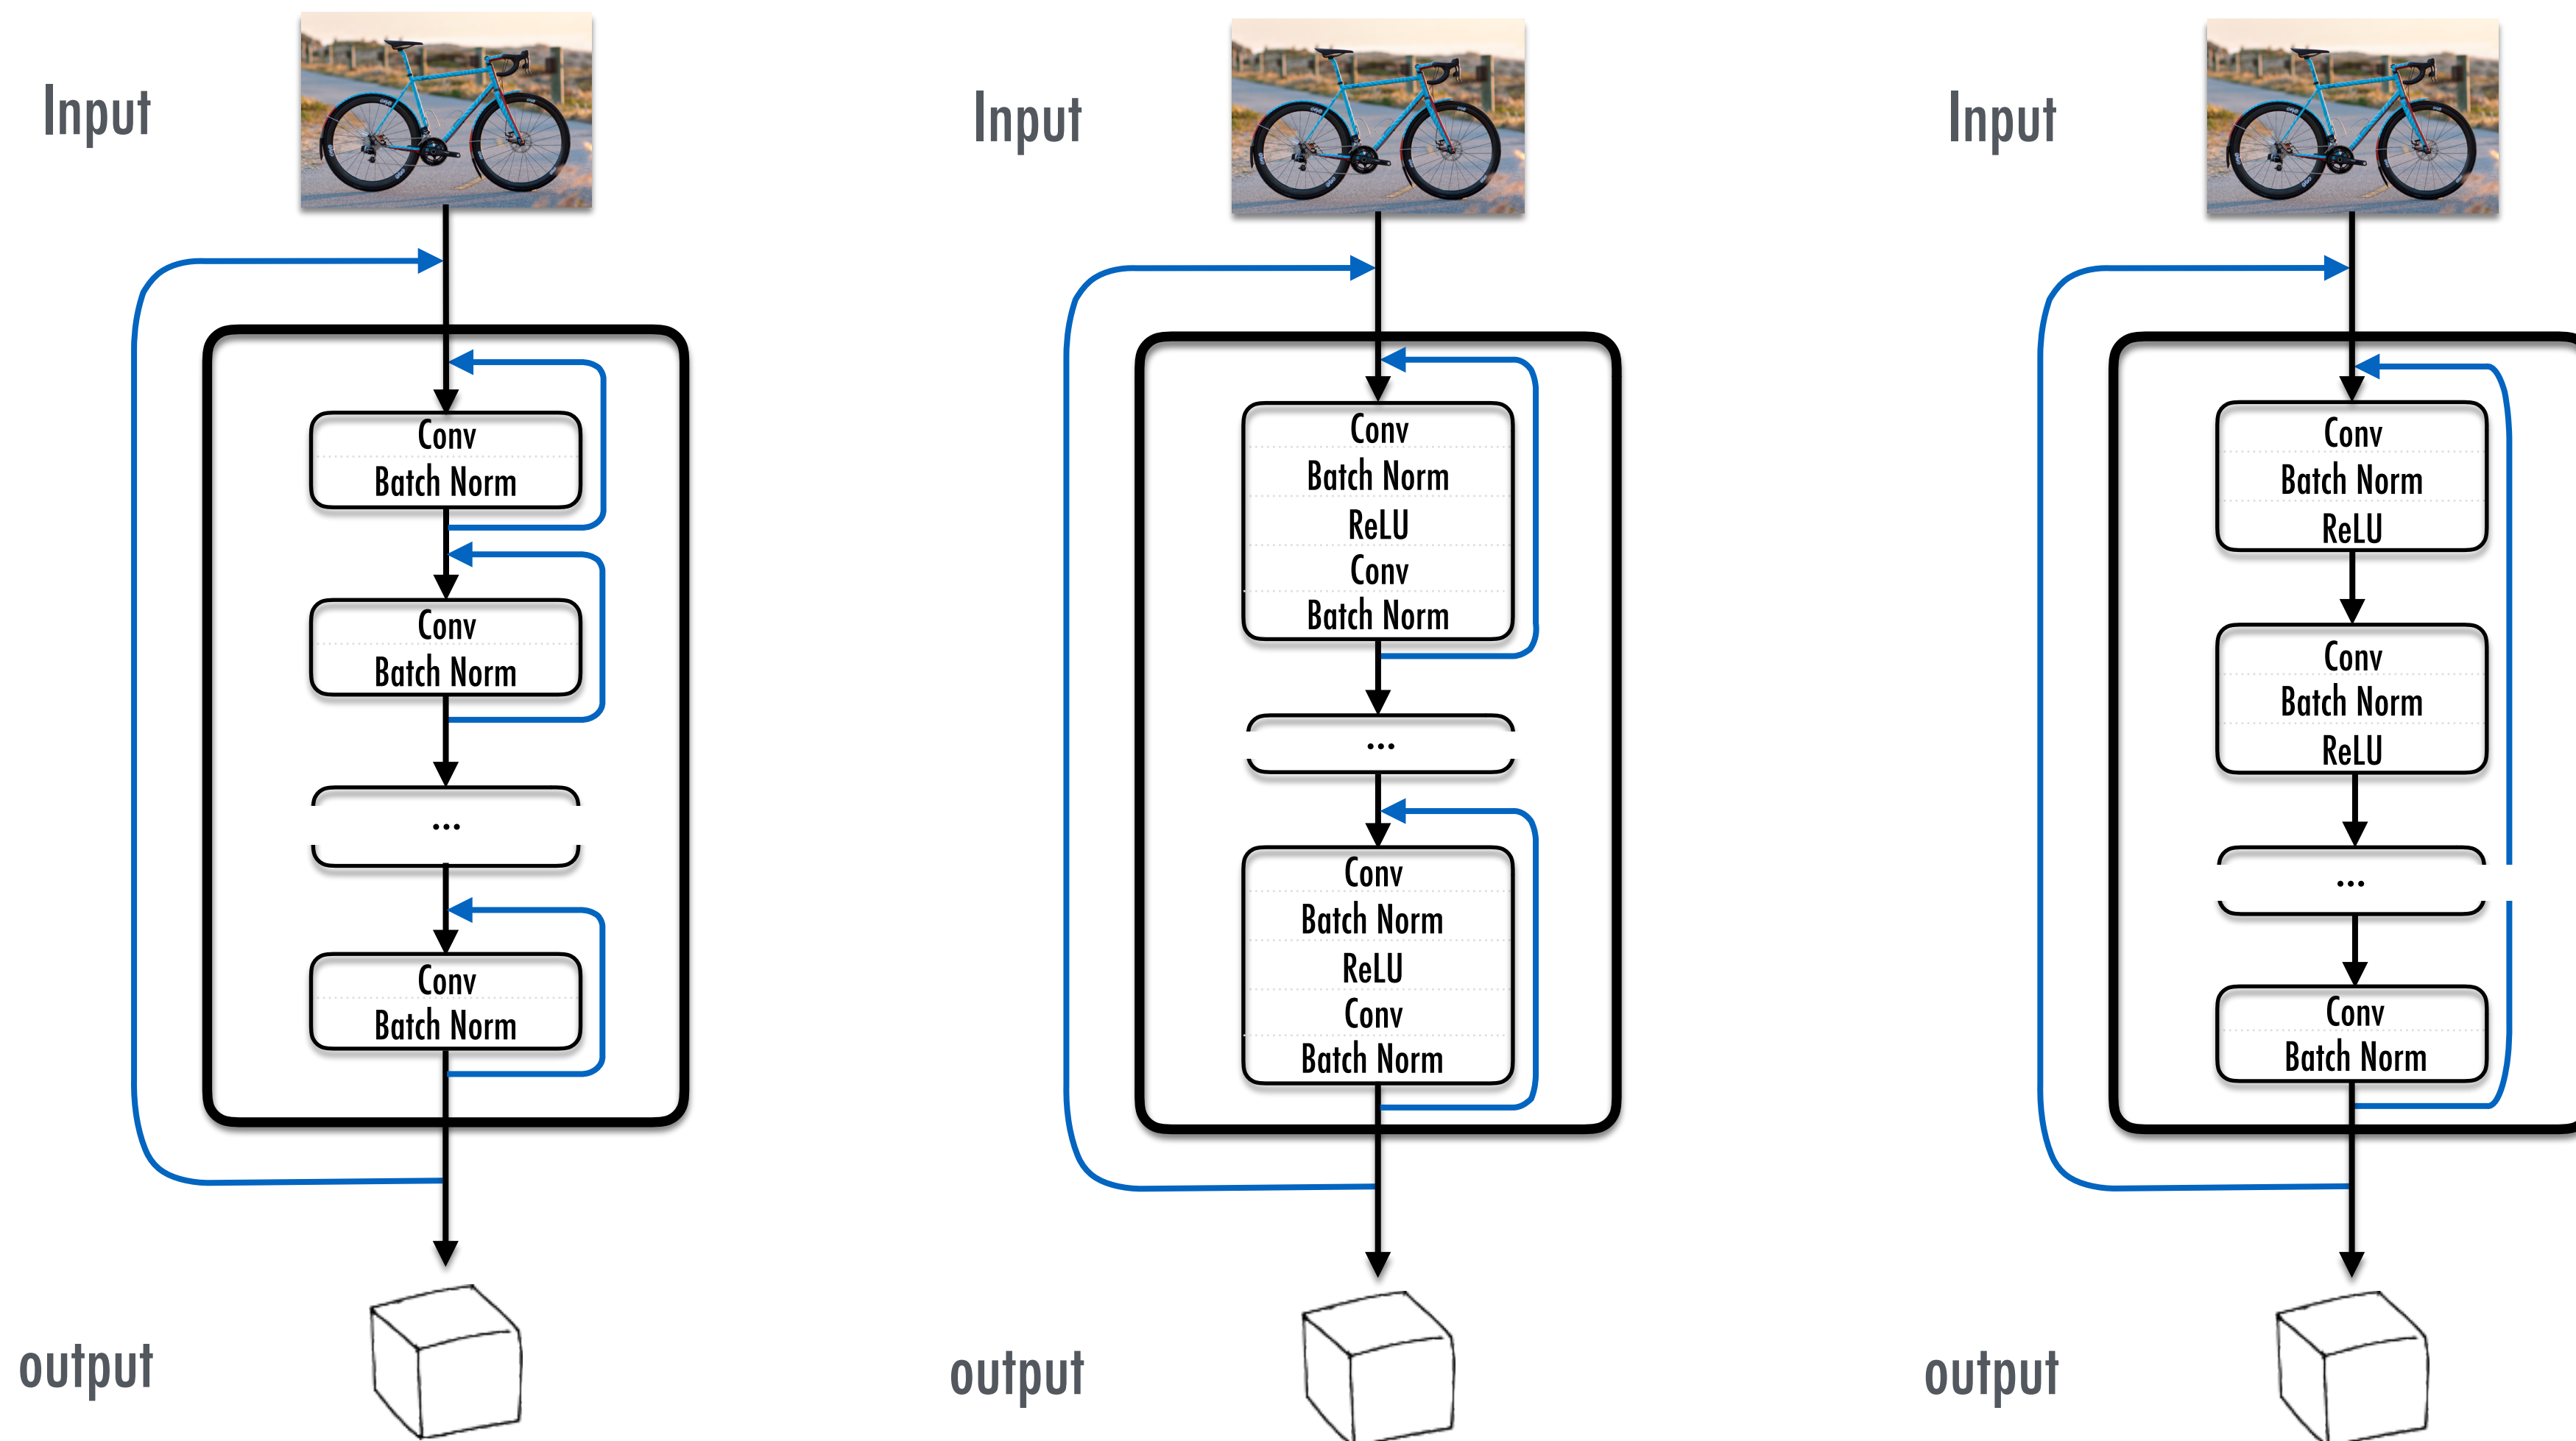 Input
Conv
Batch Norm
Conv
Batch Norm
...
Conv
Batch Norm
output
Input
Conv
Batch Norm
ReLU
Conv
Batch Norm
...
Conv
Batch Norm
ReLU
Conv
Batch Norm
output
Input
Conv
Batch Norm
ReLU
Conv
Batch Norm
ReLU
...
Conv
Batch Norm
output